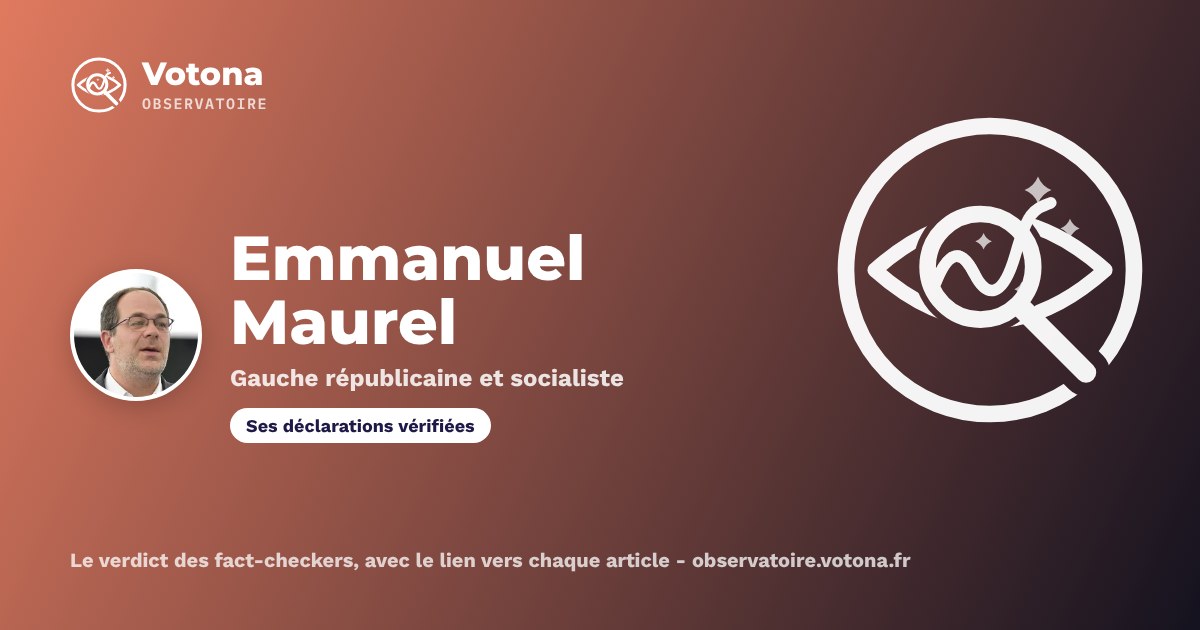 Votona
OBSERVATOIRE
Emmanuel
Maurel
Gauche républicaine et socialiste
Ses déclarations vérifiées
Le verdict des fact-checkers, avec le lien vers chaque article - observatoire.votona.fr